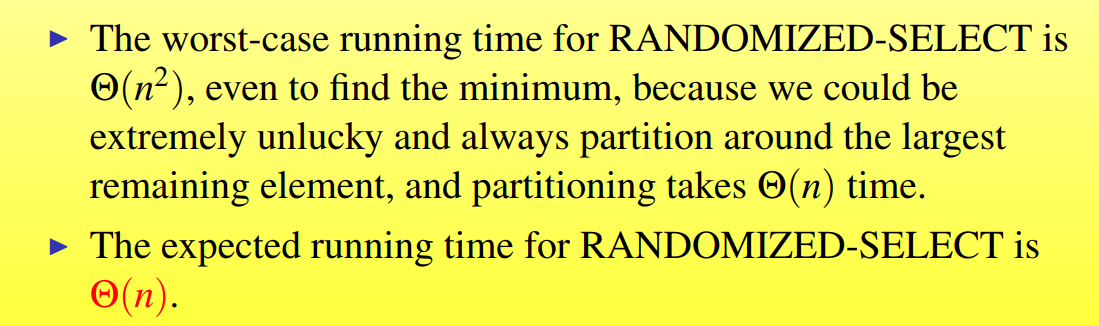 ▶ The worst-case running time for RANDOMIZED-SELECT is
Θ(n²), even to find the minimum, because we could be
extremely unlucky and always partition around the largest
remaining element, and partitioning takes Θ(n) time.
▶ The expected running time for RANDOMIZED-SELECT is
Θ(n).